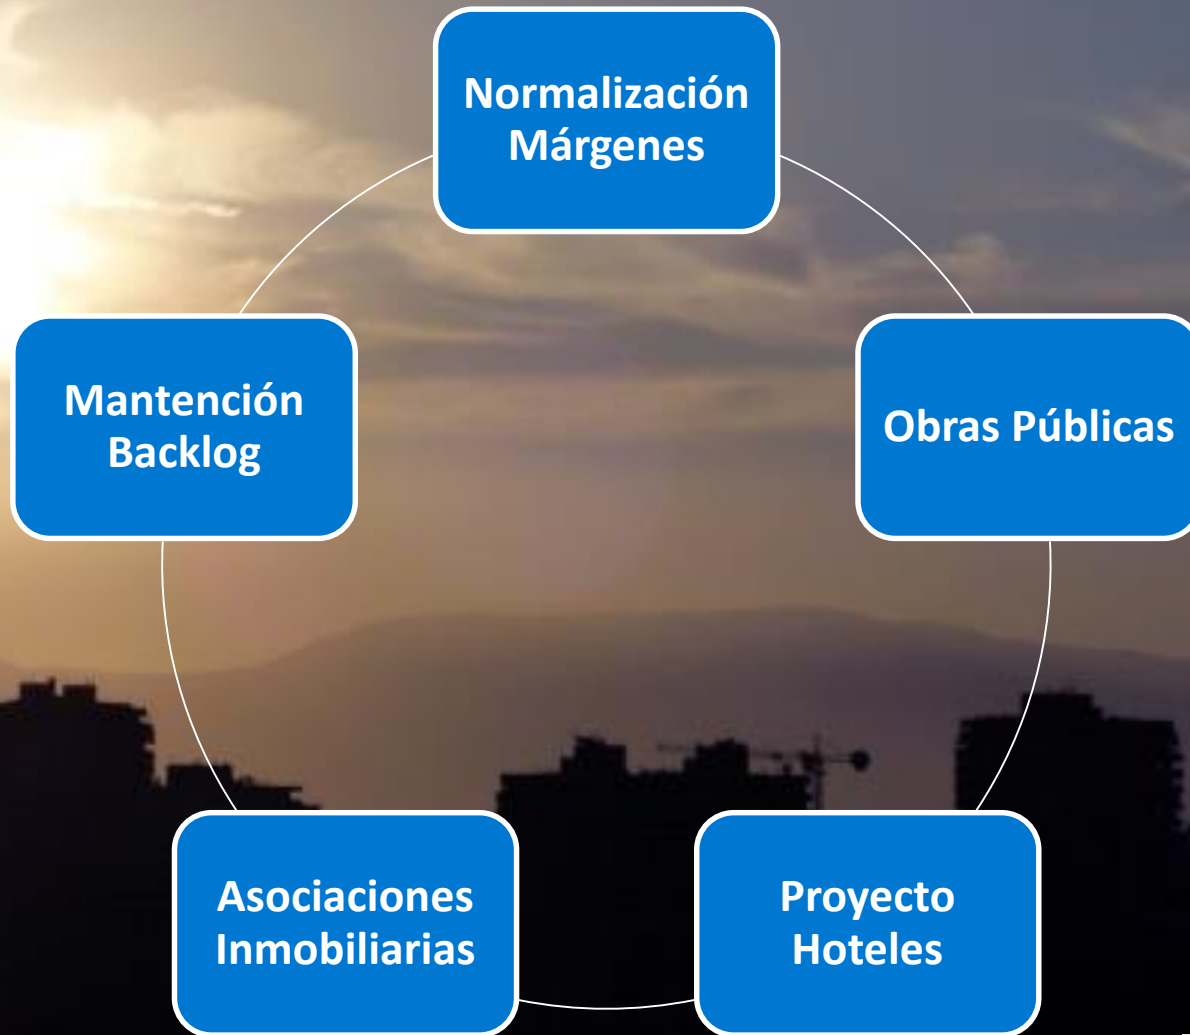 Normalización
Márgenes
Mantención
Backlog
Obras Públicas
Asociaciones
Inmobiliarias
Proyecto
Hoteles